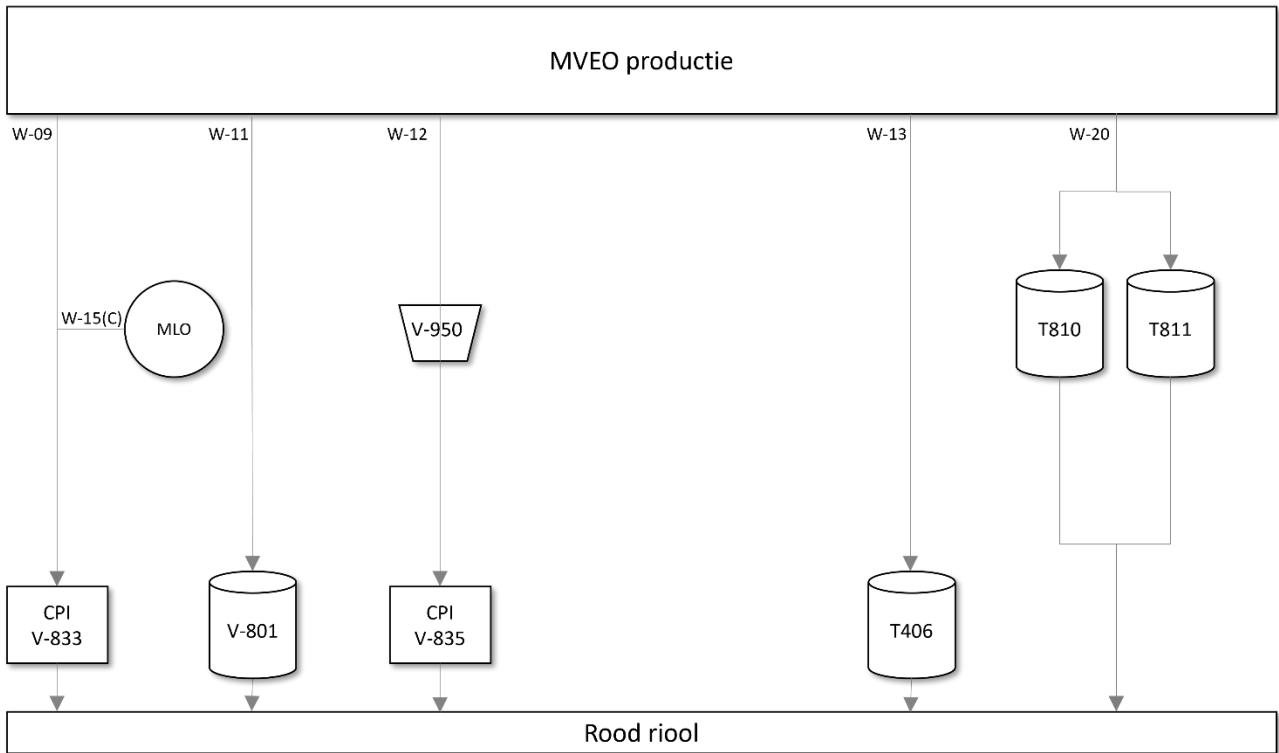 MVEO productie
W-09
W-11
W-12
W-13
W-20
W-15(C)
MLO
V-950
T810
T811
CPI
V-833
V-801
CPI
V-835
T406
Rood riool